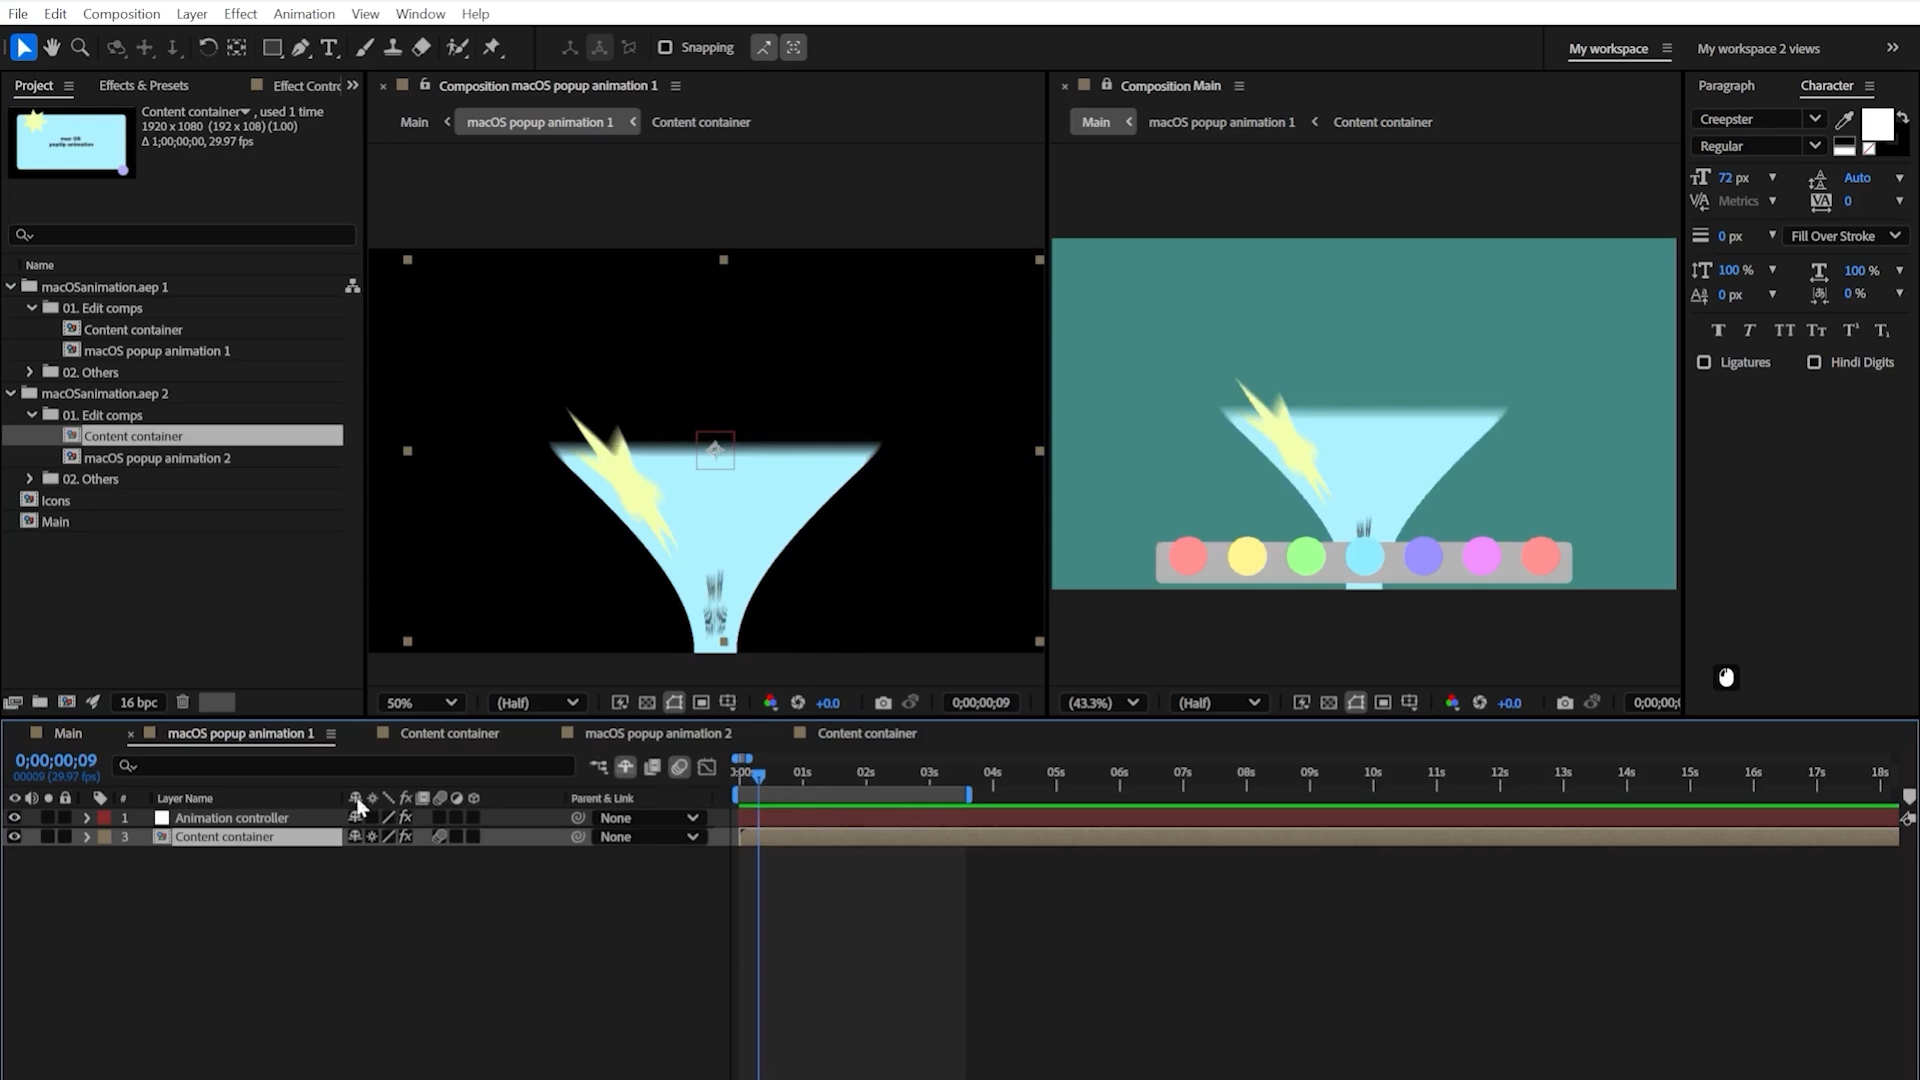 File Edit Composition Layer Effect Animation View Window Help
Snapping My workspace My workspace 2 views
Project Effects & Presets Effect Contro
Content container , used 1 time
1920 x 1080 (192 x 108) (1.00)
Δ 1;00;00;00, 29.97 fps
mac OS
popUp animation
Name
macOSanimation.aep 1
01. Edit comps
Content container
macOS popup animation 1
02. Others
macOSanimation.aep 2
01. Edit comps
Content container
macOS popup animation 2
02. Others
Icons
Main
16 bpc
Composition macOS popup animation 1
Main macOS popup animation 1 Content container
50% (Half) +0.0 0;00;00;09
Composition Main
Main macOS popup animation 1 Content container
(43.3%) (Half) +0.0 0;00;0
Paragraph Character
Creepster
Regular
72 px Auto
Metrics 0
0 px Fill Over Stroke
100 % 100 %
0 px 0 %
T T TT Tт T¹ T₁
Ligatures Hindi Digits
Main macOS popup animation 1 Content container macOS popup animation 2 Content container
0;00;00;09
00009 (29.97 fps)
01s 02s 03s 04s 05s 06s 07s 08s 09s 10s 11s 12s 13s 14s 15s 16s 17s 18s
# Layer Name fx Parent & Link
1 Animation controller fx None
3 Content container fx None